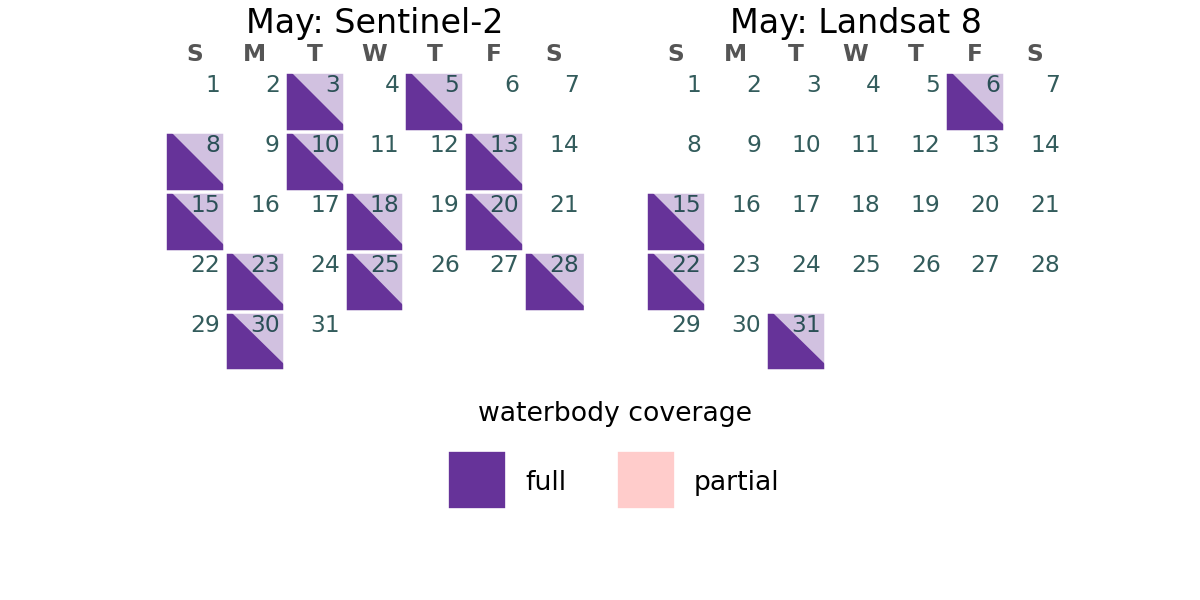 May: Sentinel-2
S M T W T F S
1 2 3 4 5 6 7
8 9 10 11 12 13 14
15 16 17 18 19 20 21
22 23 24 25 26 27 28
29 30 31
May: Landsat 8
S M T W T F S
1 2 3 4 5 6 7
8 9 10 11 12 13 14
15 16 17 18 19 20 21
22 23 24 25 26 27 28
29 30 31
waterbody coverage
full partial